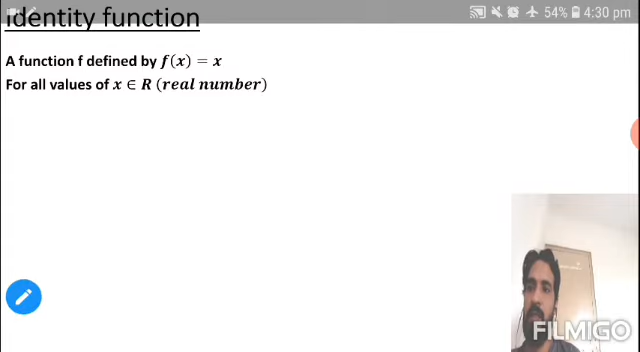 identity function
54% 4:30 pm
A function f defined by f(x) = x
For all values of x ∈ R (real number)
FILMIGO